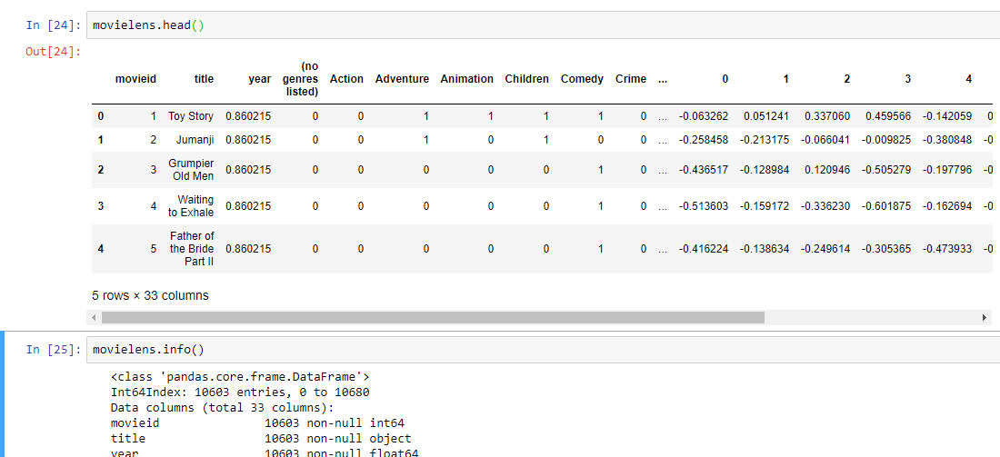 In [24]: movielens.head()
Out[24]:
movieid title year (no genres listed) Action Adventure Animation Children Comedy Crime ... 0 1 2 3 4
0 1 Toy Story 0.860215 0 0 1 1 1 1 0 ... -0.063262 0.051241 0.337060 0.459566 -0.142059 0
1 2 Jumanji 0.860215 0 0 1 0 1 0 0 ... -0.258458 -0.213175 -0.066041 -0.009825 -0.380848 -0
2 3 Grumpier Old Men 0.860215 0 0 0 0 0 1 0 ... -0.436517 -0.128984 0.120946 -0.505279 -0.197796 -0
3 4 Waiting to Exhale 0.860215 0 0 0 0 0 1 0 ... -0.513603 -0.159172 -0.336230 -0.601875 -0.162694 -0
4 5 Father of the Bride Part II 0.860215 0 0 0 0 0 1 0 ... -0.416224 -0.138634 -0.249614 -0.305365 -0.473933 -0
5 rows × 33 columns
In [25]: movielens.info()
<class 'pandas.core.frame.DataFrame'>
Int64Index: 10603 entries, 0 to 10680
Data columns (total 33 columns):
movieid 10603 non-null int64
title 10603 non-null object
year 10603 non-null float64